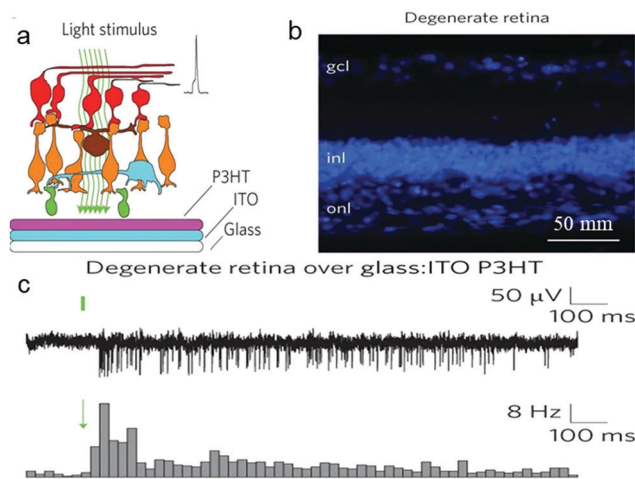 a
Light stimulus
P3HT
ITO
Glass
b
Degenerate retina
gcl
inl
onl
50 mm
Degenerate retina over glass:ITO P3HT
c
50 μV
100 ms
8 Hz
100 ms